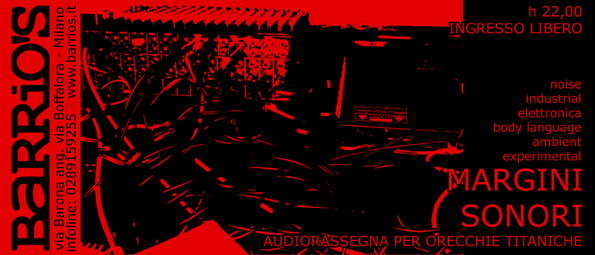 BARRiO'S
via Barona ang. via Boffalora - Milano
infoline: 0289159255 - www.barrios.it
h 22,00
INGRESSO LIBERO
noise
industrial
elettronica
body language
ambient
experimental
MARGINI
SONORI
AUDIORASSEGNA PER ORECCHIE TITANICHE